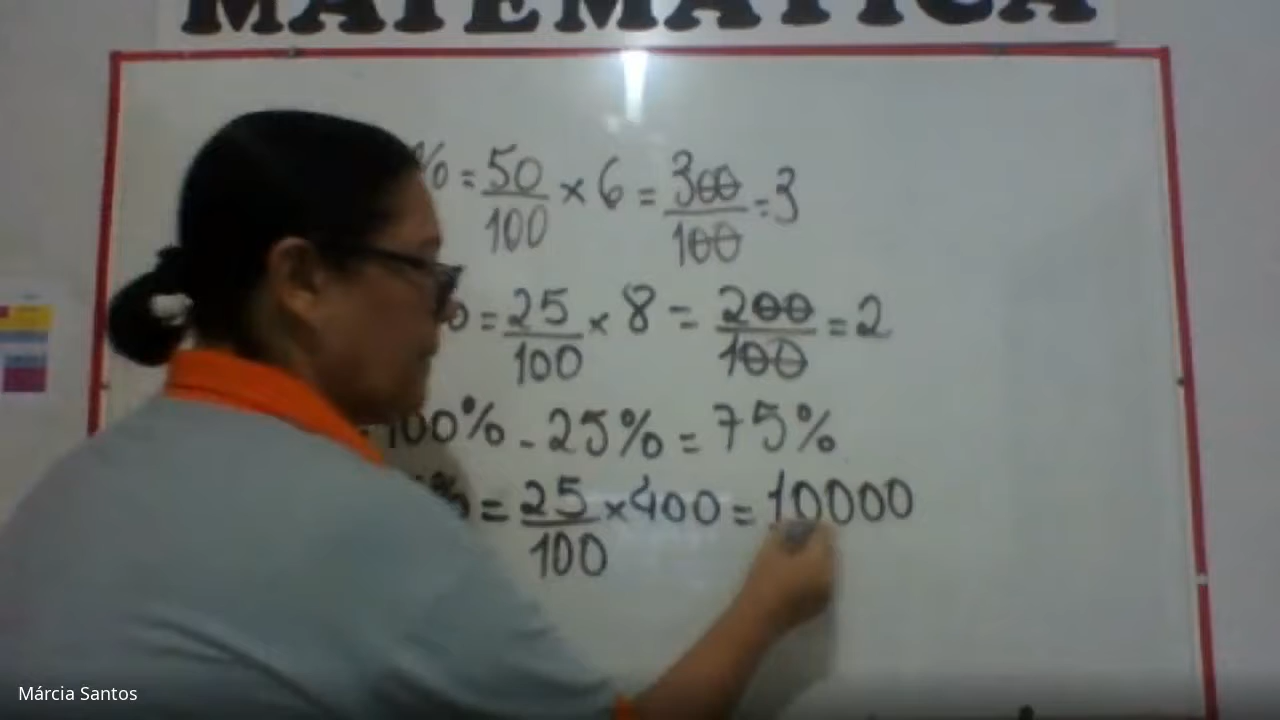 MATEMÁTICA
% = 50/100 × 6 = 300/100 = 3
= 25/100 × 8 = 200/100 = 2
100% - 25% = 75%
% = 25/100 × 400 = 10000
Márcia Santos